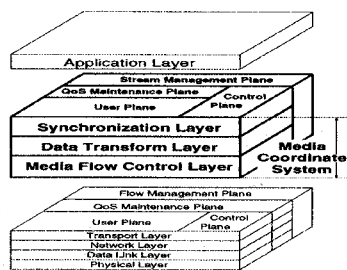 Application Layer
Stream Management Plane
QoS Maintenance Plane
User Plane
Control
Plane
Synchronization Layer
Data Transform Layer
Media Flow Control Layer
Media
Coordinate
System
Flow Management Plane
QoS Maintenance Plane
User Plane
Control
Plane
Transport Layer
Network Layer
Data Link Layer
Physical Layer